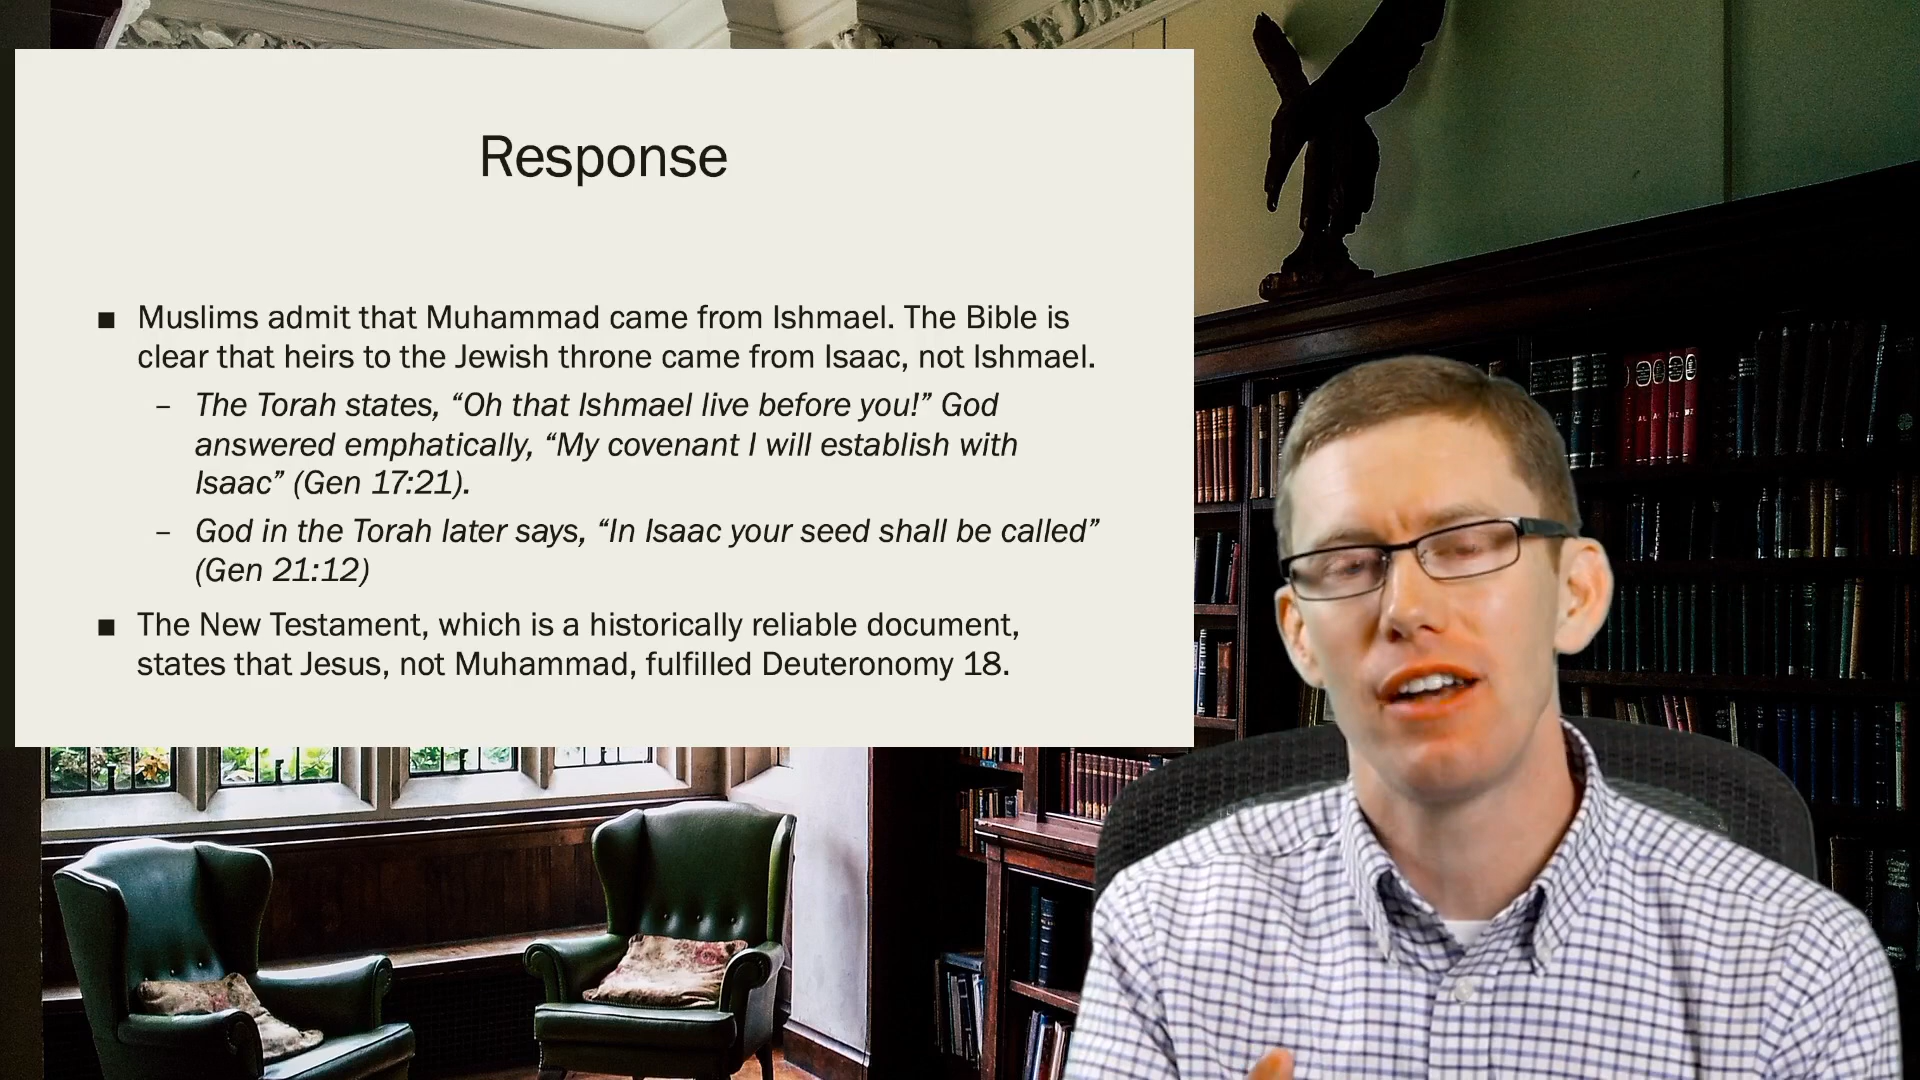 Response
■ Muslims admit that Muhammad came from Ishmael. The Bible is
clear that heirs to the Jewish throne came from Isaac, not Ishmael.
– The Torah states, “Oh that Ishmael live before you!” God
answered emphatically, “My covenant I will establish with
Isaac” (Gen 17:21).
– God in the Torah later says, “In Isaac your seed shall be called”
(Gen 21:12)
■ The New Testament, which is a historically reliable document,
states that Jesus, not Muhammad, fulfilled Deuteronomy 18.